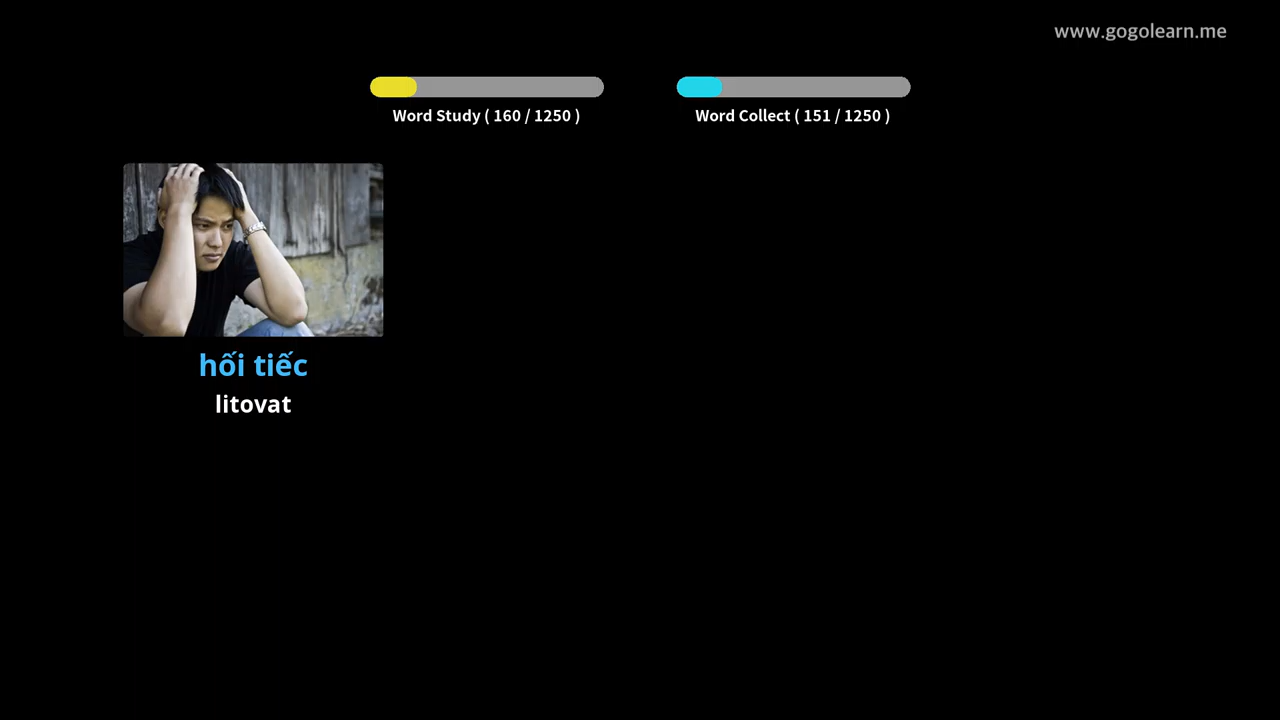 www.gogolearn.me
Word Study ( 160 / 1250 )
Word Collect ( 151 / 1250 )
hối tiếc
litovat